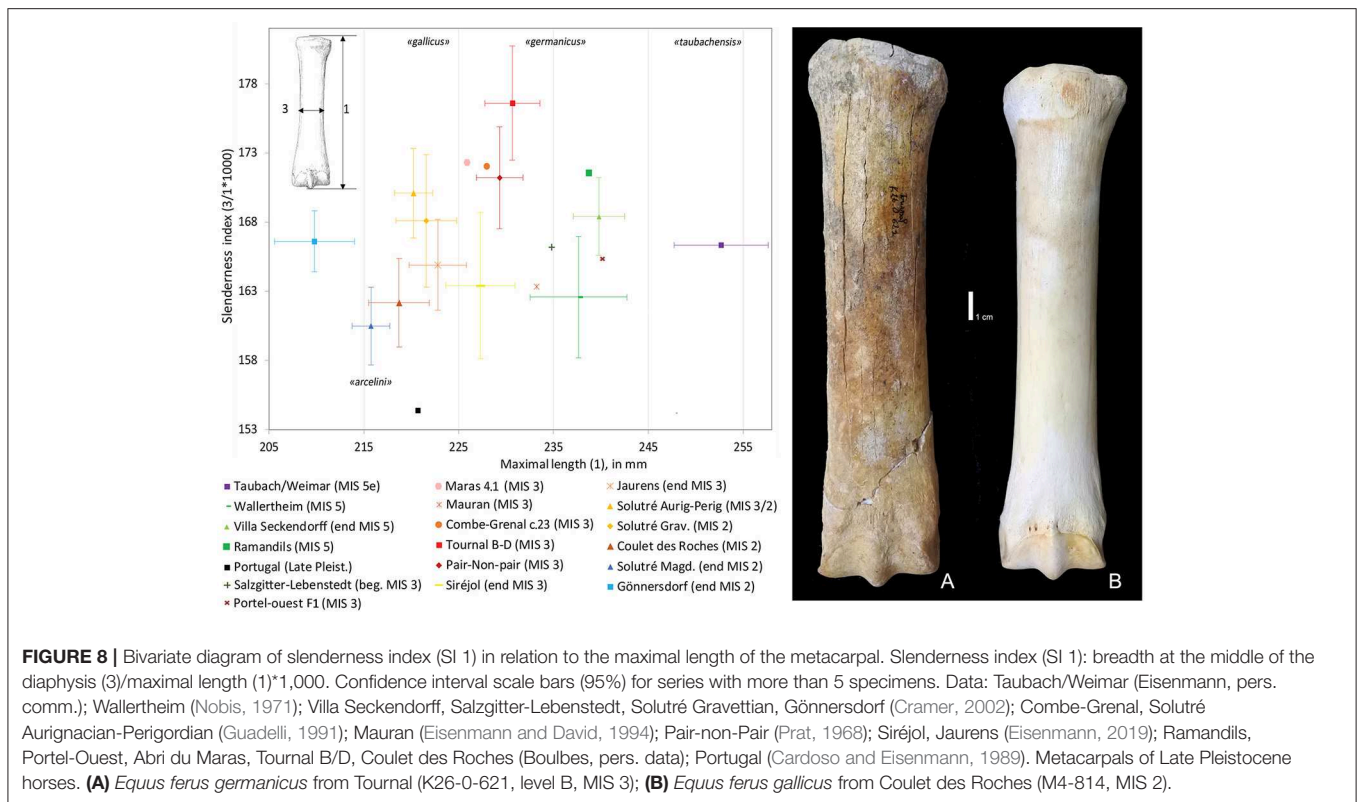 «gallicus» «germanicus» «taubachensis»
178
173
168
163
158
153
Slenderness index (3/1*1000)
3 1
«arcelini»
205 215 225 235 245 255
Maximal length (1), in mm
Taubach/Weimar (MIS 5e)
Wallertheim (MIS 5)
Villa Seckendorff (end MIS 5)
Ramandils (MIS 5)
Portugal (Late Pleist.)
Salzgitter-Lebenstedt (beg. MIS 3)
Portel-ouest F1 (MIS 3)
Maras 4.1 (MIS 3)
Mauran (MIS 3)
Combe-Grenal c.23 (MIS 3)
Tournal B-D (MIS 3)
Pair-Non-pair (MIS 3)
Siréjol (end MIS 3)
Jaurens (end MIS 3)
Solutré Aurig-Perig (MIS 3/2)
Solutré Grav. (MIS 2)
Coulet des Roches (MIS 2)
Solutré Magd. (end MIS 2)
Gönnersdorf (end MIS 2)
1 cm
A
B
FIGURE 8 | Bivariate diagram of slenderness index (SI 1) in relation to the maximal length of the metacarpal. Slenderness index (SI 1): breadth at the middle of the
diaphysis (3)/maximal length (1)*1,000. Confidence interval scale bars (95%) for series with more than 5 specimens. Data: Taubach/Weimar (Eisenmann, pers.
comm.); Wallertheim (Nobis, 1971); Villa Seckendorff, Salzgitter-Lebenstedt, Solutré Gravettian, Gönnersdorf (Cramer, 2002); Combe-Grenal, Solutré
Aurignacian-Perigordian (Guadelli, 1991); Mauran (Eisenmann and David, 1994); Pair-non-Pair (Prat, 1968); Siréjol, Jaurens (Eisenmann, 2019); Ramandils,
Portel-Ouest, Abri du Maras, Tournal B/D, Coulet des Roches (Boulbes, pers. data); Portugal (Cardoso and Eisenmann, 1989). Metacarpals of Late Pleistocene
horses. (A) Equus ferus germanicus from Tournal (K26-0-621, level B, MIS 3); (B) Equus ferus gallicus from Coulet des Roches (M4-814, MIS 2).